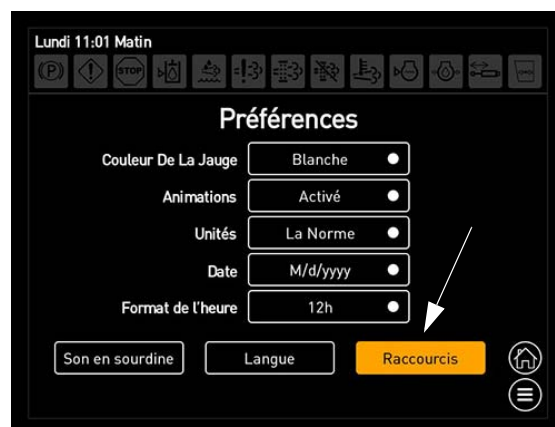 Lundi 11:01 Matin
(P) STOP
Préférences
Couleur De La Jauge Blanche
Animations Activé
Unités La Norme
Date M/d/yyyy
Format de l'heure 12h
Son en sourdine Langue Raccourcis